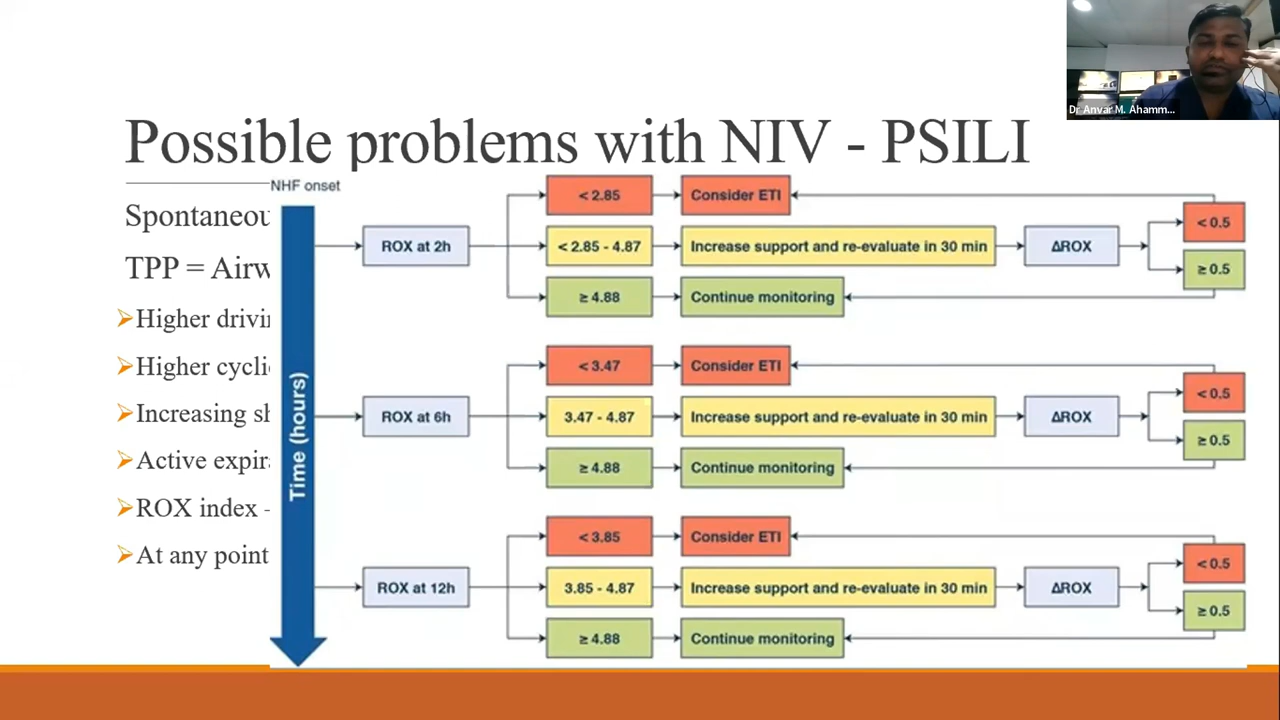 Dr Anvar M. Ahamm...
Possible problems with NIV - PSILI
NHF onset
Spontaneou
TPP = Airw
Higher drivin
Higher cycli
Increasing sh
Active expira
ROX index -
At any point
Time (hours)
ROX at 2h
< 2.85
Consider ETI
< 2.85 - 4.87
Increase support and re-evaluate in 30 min
ΔROX
< 0.5
≥ 0.5
≥ 4.88
Continue monitoring
ROX at 6h
< 3.47
Consider ETI
3.47 - 4.87
Increase support and re-evaluate in 30 min
ΔROX
< 0.5
≥ 0.5
≥ 4.88
Continue monitoring
ROX at 12h
< 3.85
Consider ETI
3.85 - 4.87
Increase support and re-evaluate in 30 min
ΔROX
< 0.5
≥ 0.5
≥ 4.88
Continue monitoring